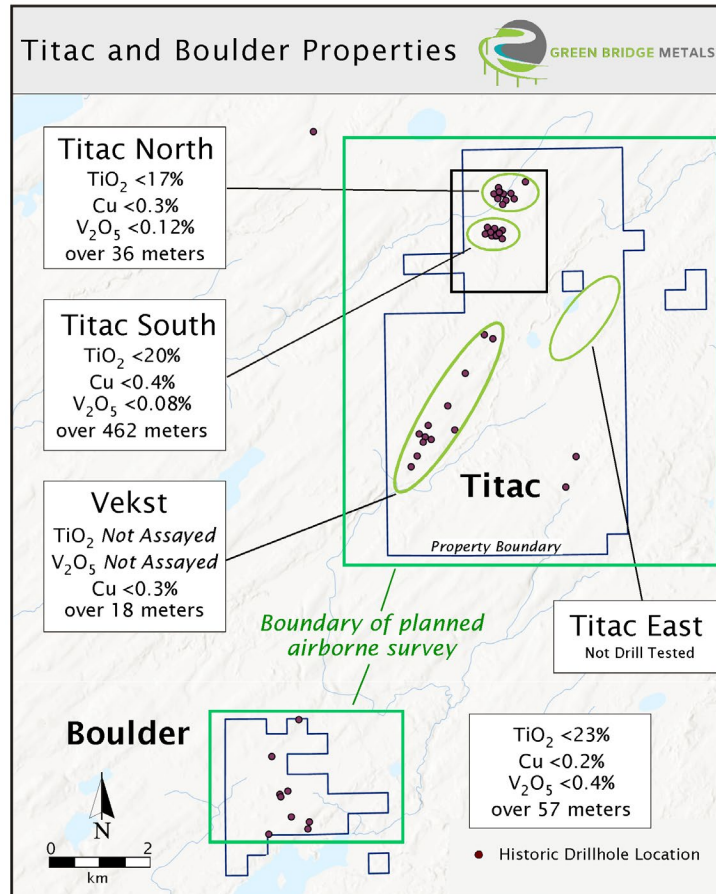 Titac and Boulder Properties
GREEN BRIDGE METALS
Titac North
TiO₂ <17%
Cu <0.3%
V₂O₅ <0.12%
over 36 meters
Titac South
TiO₂ <20%
Cu <0.4%
V₂O₅ <0.08%
over 462 meters
Vekst
TiO₂ Not Assayed
V₂O₅ Not Assayed
Cu <0.3%
over 18 meters
Titac
Property Boundary
Boundary of planned
airborne survey
Titac East
Not Drill Tested
Boulder
TiO₂ <23%
Cu <0.2%
V₂O₅ <0.4%
over 57 meters
N
0 2
km
Historic Drillhole Location